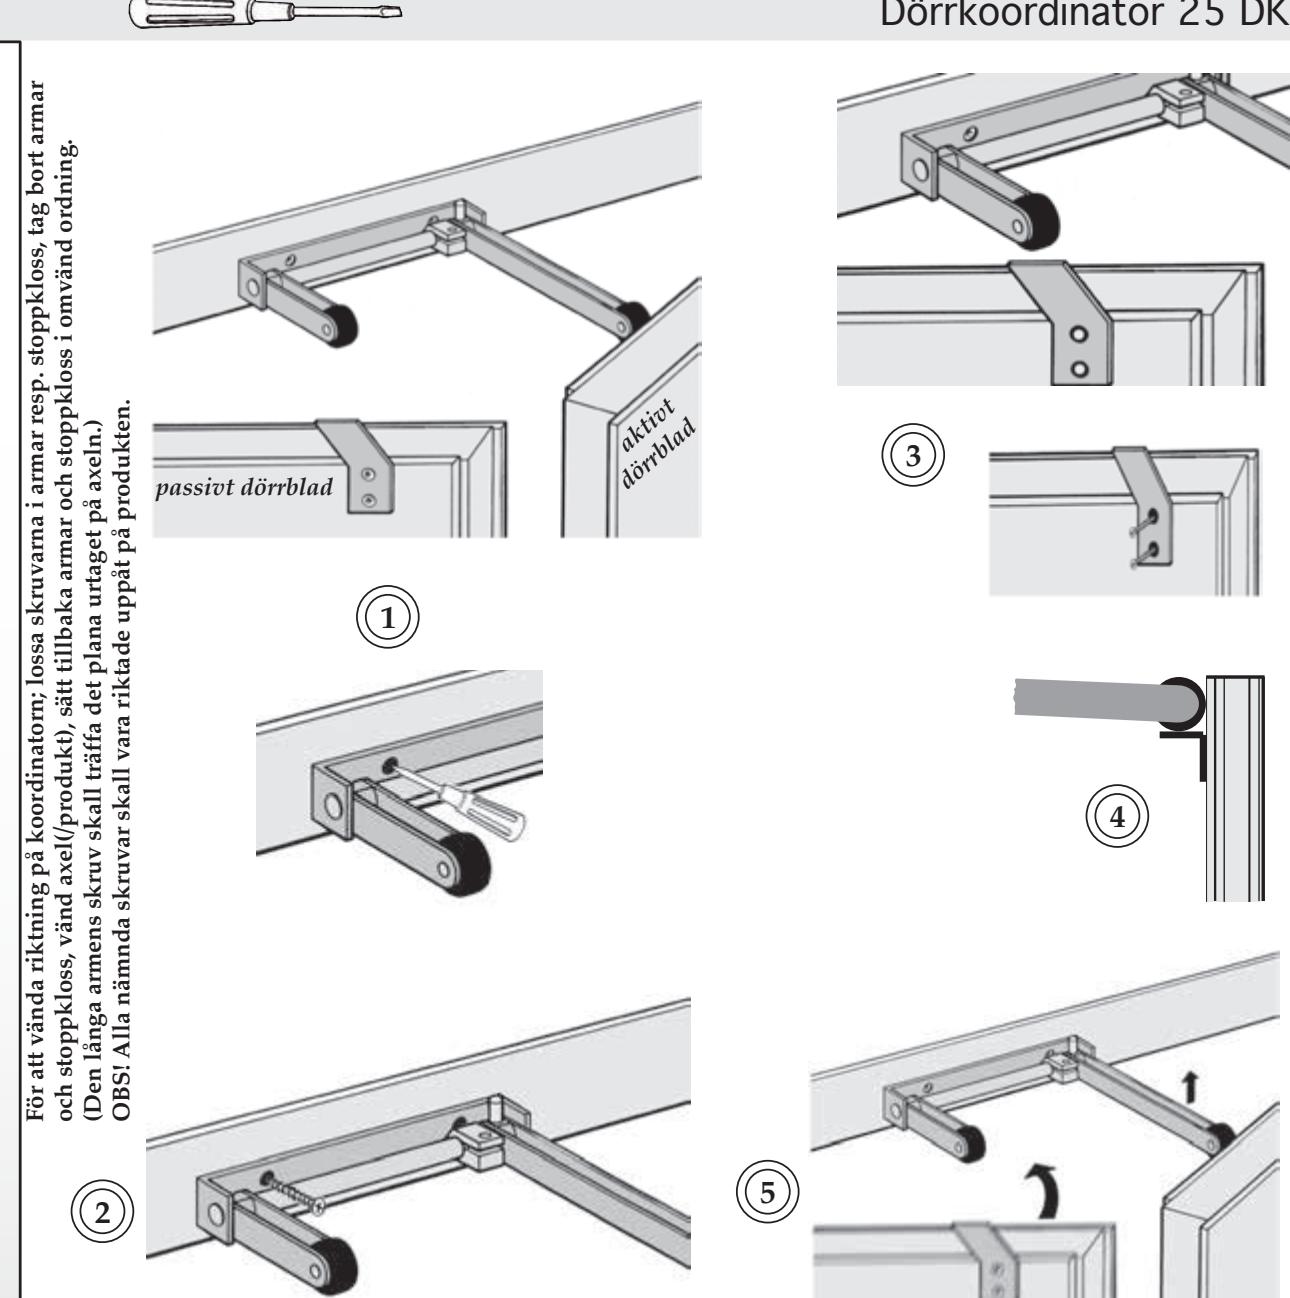 Dörrkoordinator 25 DK
För att vända riktning på koordinatorn; lossa skruvarna i armar resp. stoppkloss, tag bort armar
och stoppkloss, vänd axel(/produkt), sätt tillbaka armar och stoppkloss i omvänd ordning.
(Den långa armens skruv skall träffa det plana urtaget på axeln.)
OBS! Alla nämnda skruvar skall vara riktade uppåt på produkten.
aktivt
dörrblad
passivt dörrblad
1
2
3
4
5